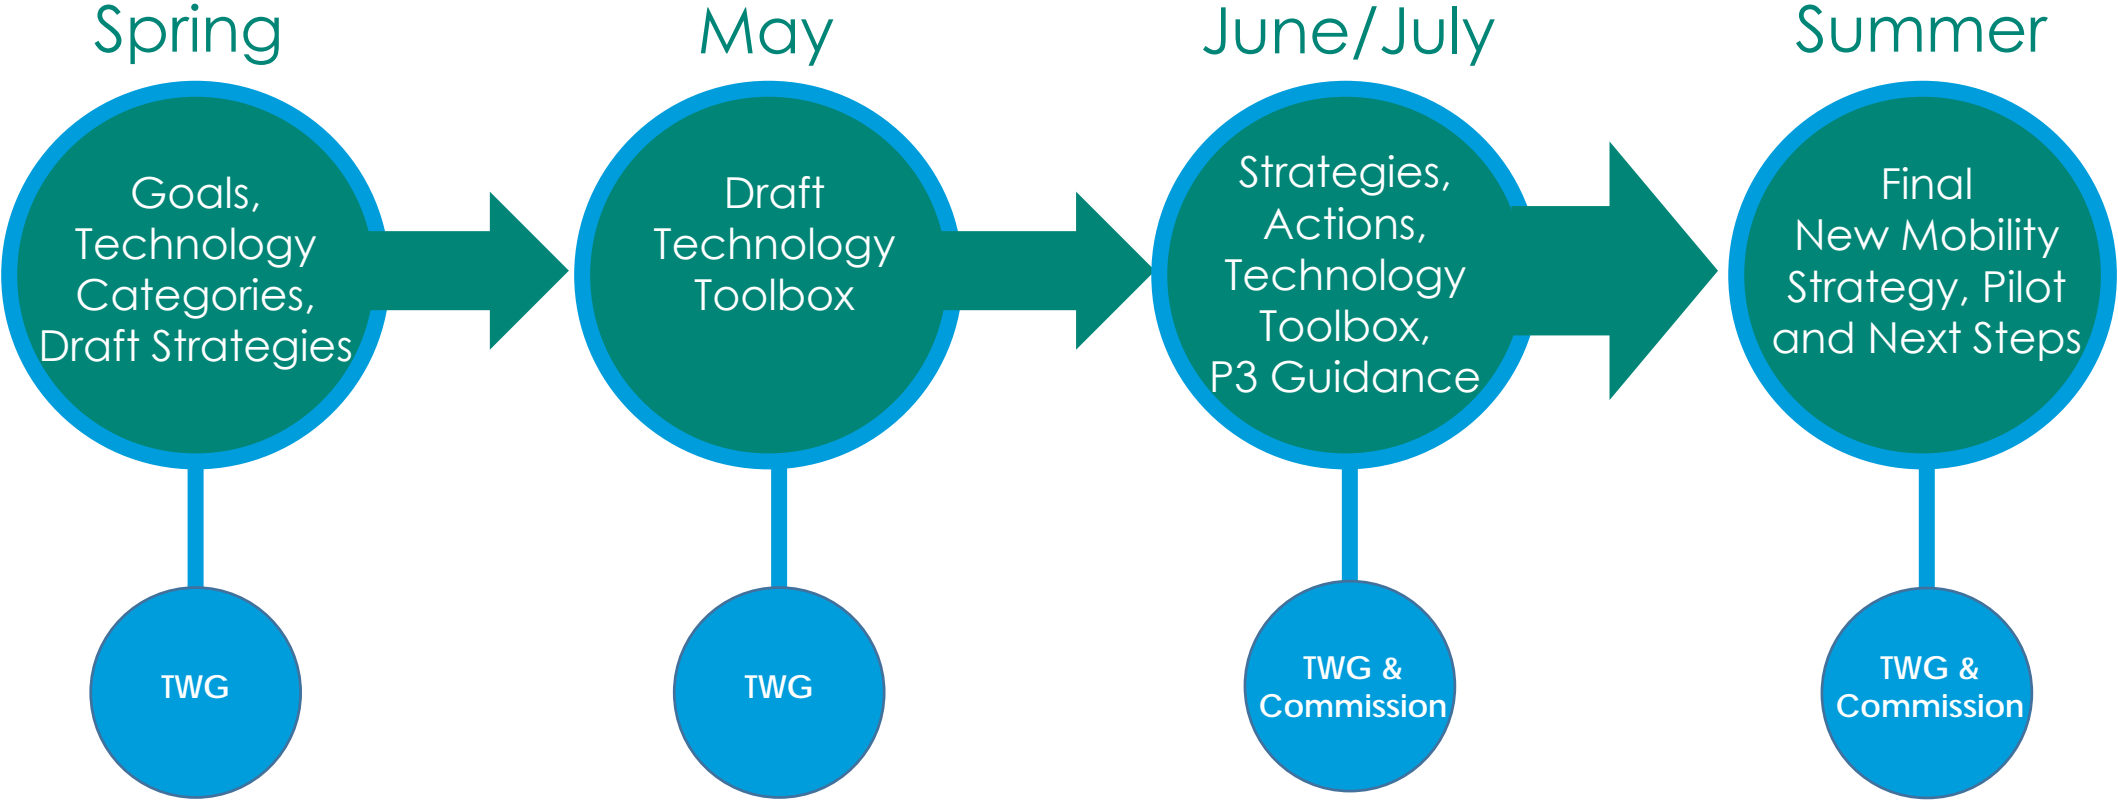 Spring
Goals,
Technology
Categories,
Draft Strategies
TWG
May
Draft
Technology
Toolbox
TWG
June/July
Strategies,
Actions,
Technology
Toolbox,
P3 Guidance
TWG &
Commission
Summer
Final
New Mobility
Strategy, Pilot
and Next Steps
TWG &
Commission